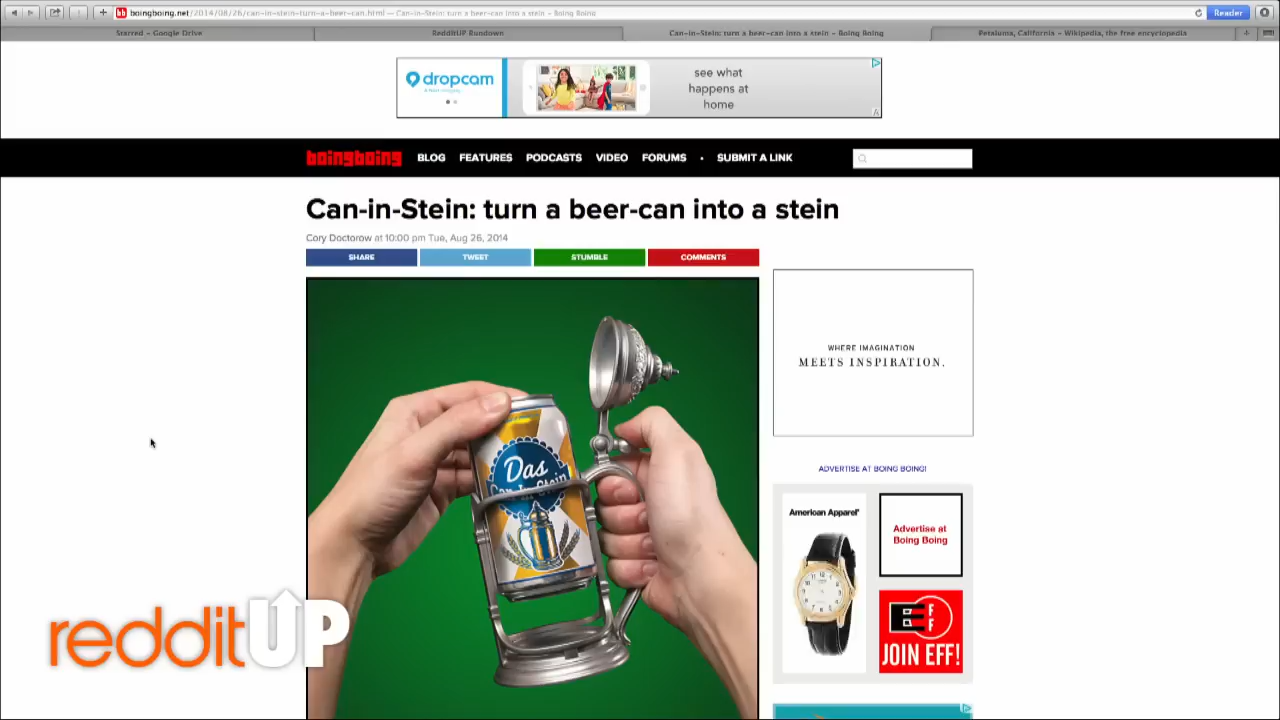 boingboing.net/2014/08/26/can-in-stein-turn-a-beer-can.html — Can-in-Stein: turn a beer-can into a stein - Boing Boing
Reader
Starred - Google Drive
RedditUP Rundown
Can-in-Stein: turn a beer-can into a stein - Boing Boing
Petaluma, California - Wikipedia, the free encyclopedia
dropcam
see what
happens at
home
boingboing
BLOG FEATURES PODCASTS VIDEO FORUMS • SUBMIT A LINK
Can-in-Stein: turn a beer-can into a stein
Cory Doctorow at 10:00 pm Tue, Aug 26, 2014
SHARE TWEET STUMBLE COMMENTS
WHERE IMAGINATION
MEETS INSPIRATION.
Das
Can-In-Stein
ADVERTISE AT BOING BOING!
American Apparel®
Advertise at
Boing Boing
EFF
JOIN EFF!
redditUP